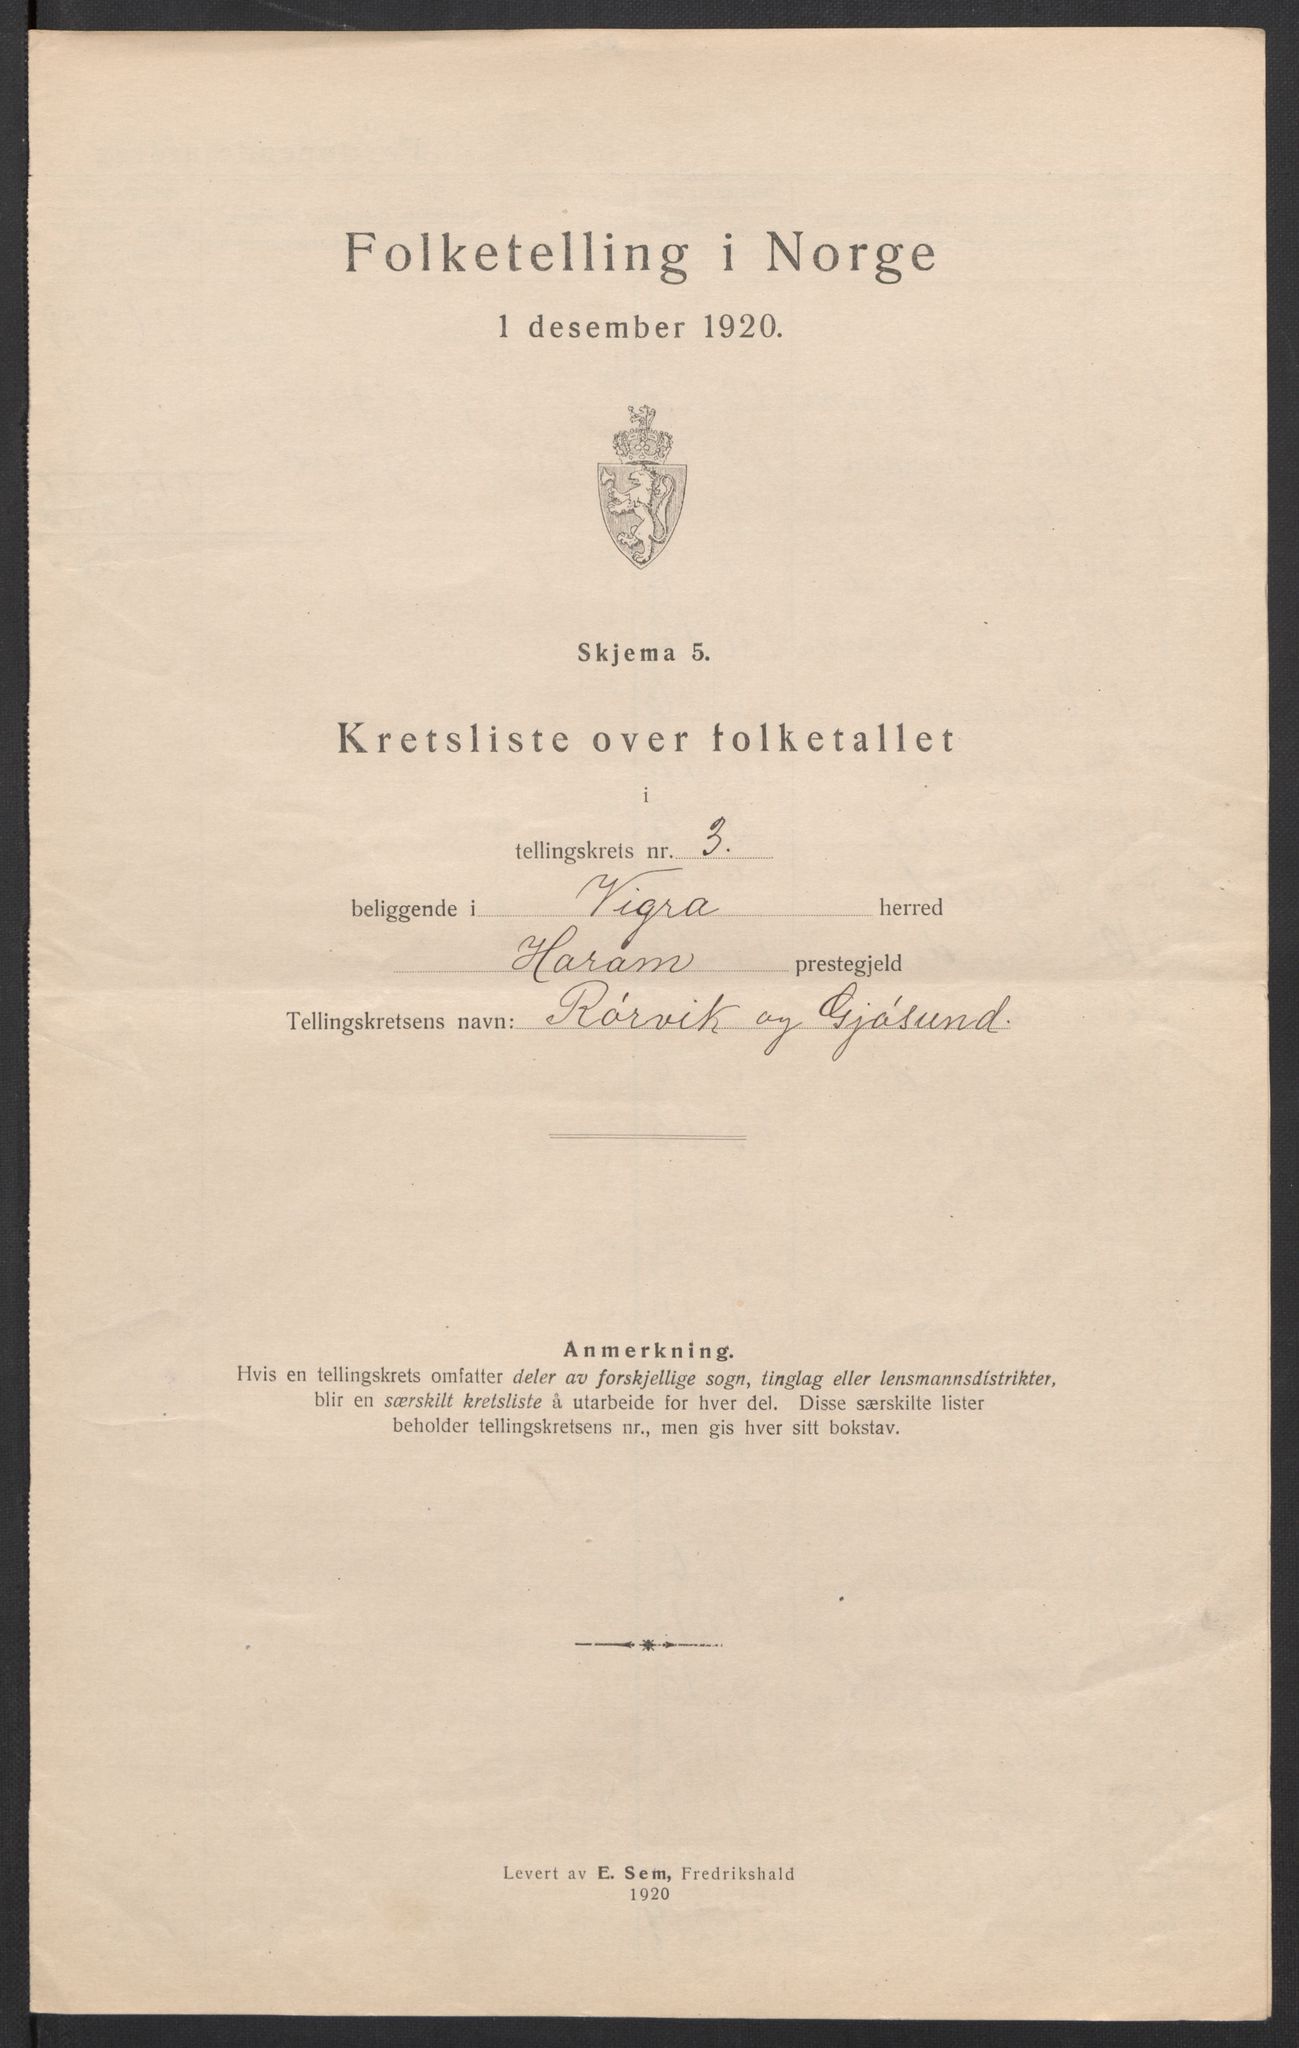 Folketelling i Norge
1 desember 1920.
Skjema 5.
Kretsliste over folketallet
i
tellingskrets nr. 3.
beliggende i Vigra herred
Haram prestegjeld
Tellingskretsens navn: Rórvik og Gjósund.
Anmerkning.
Hvis en tellingskrets omfatter deler av forskjellige sogn, tinglag eller lensmannsdistrikter,
blir en særskilt kretsliste å utarbeide for hver del. Disse særskilte lister
beholder tellingskretsens nr., men gis hver sitt bokstav.
Levert av E. Sem, Fredrikshald
1920